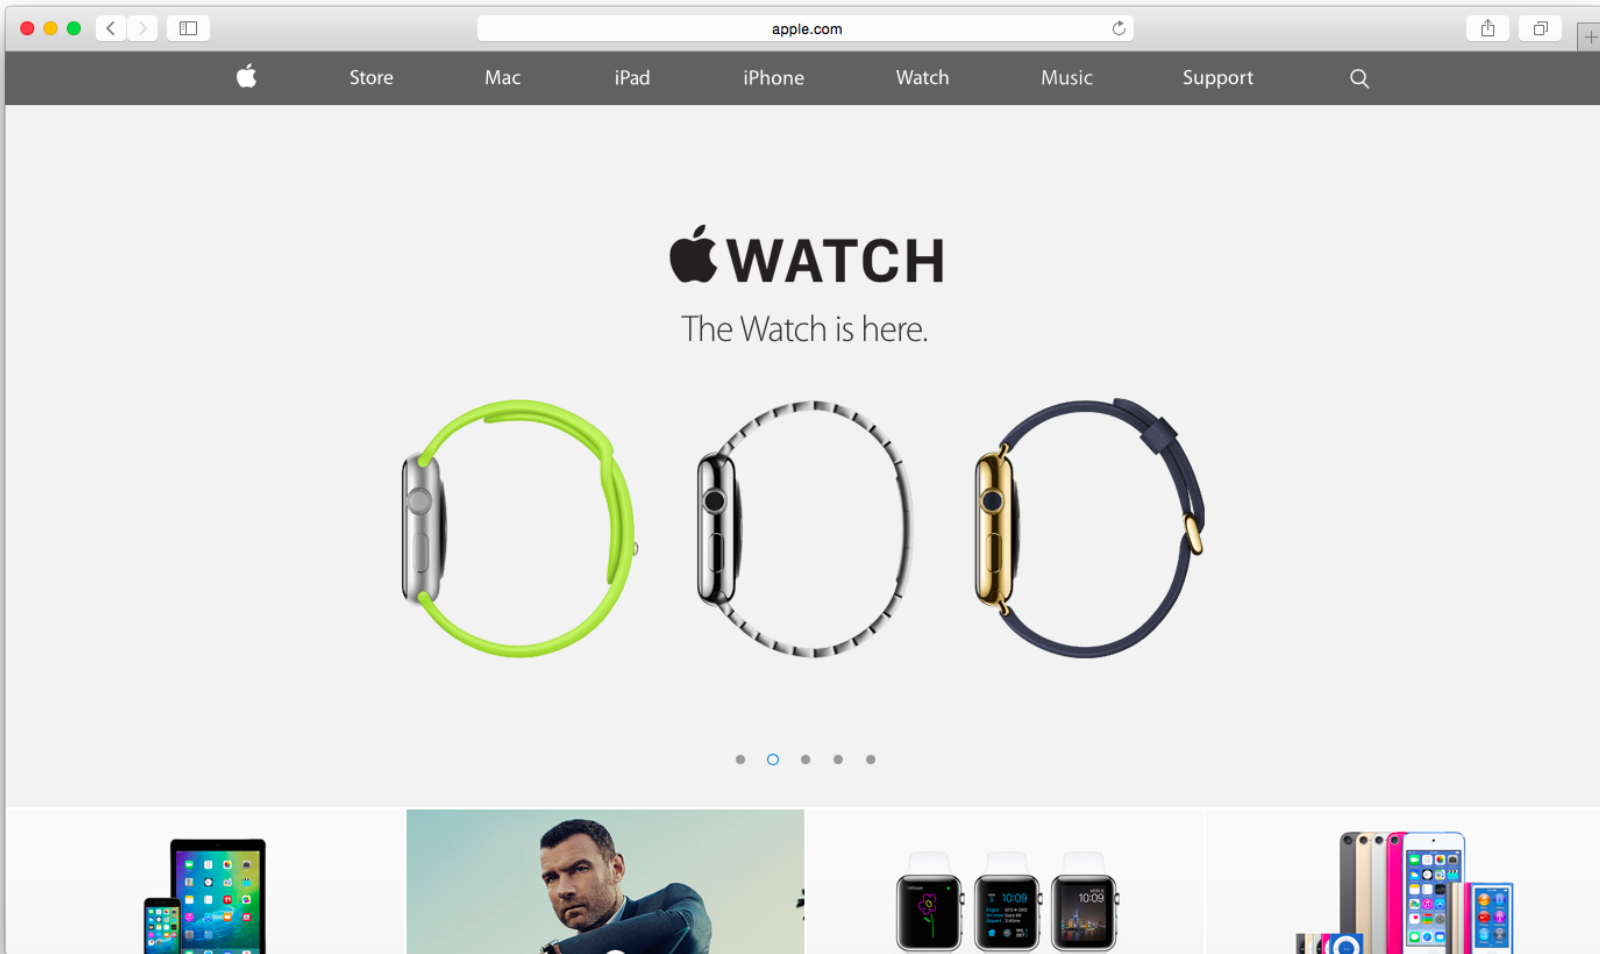 apple.com
Store Mac iPad iPhone Watch Music Support
WATCH
The Watch is here.
10:09
10:09